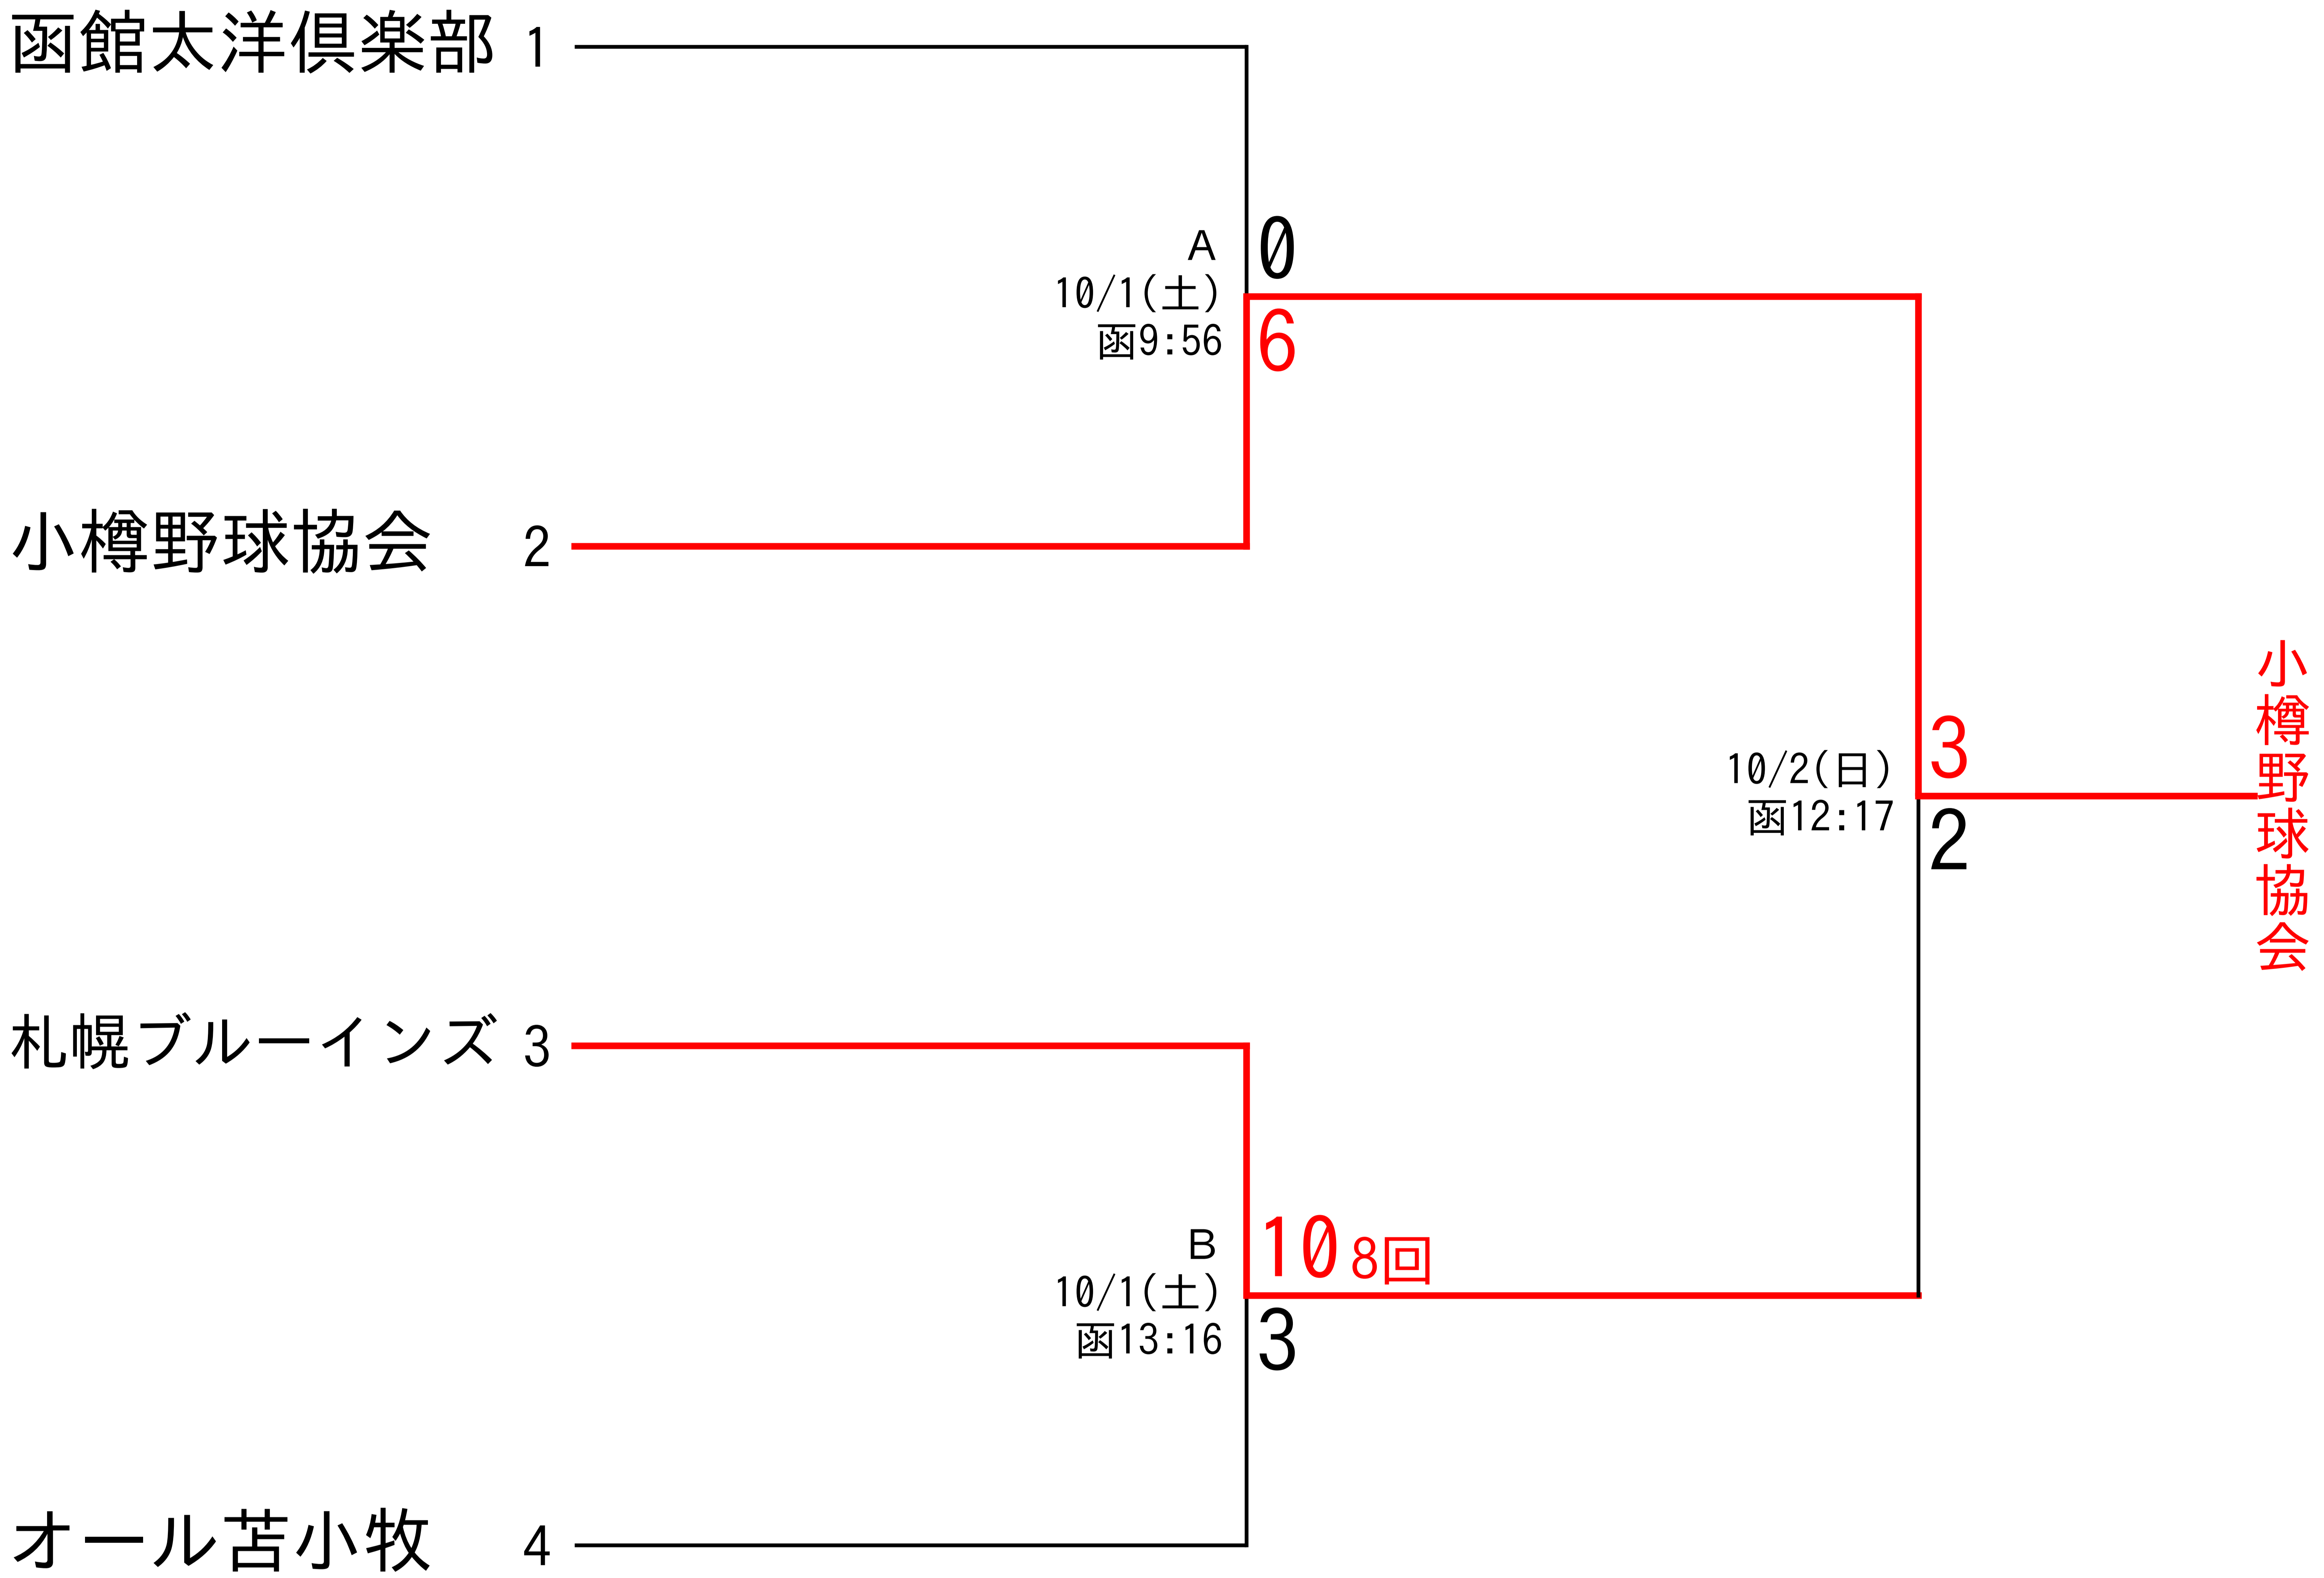 函館太洋倶楽部 1
A
10/1(土)
函9:56
0
6
小樽野球協会 2
10/2(日)
函12:17
3
2
小樽野球協会
札幌ブルーインズ 3
B
10/1(土)
函13:16
10 8回
3
オール苫小牧 4